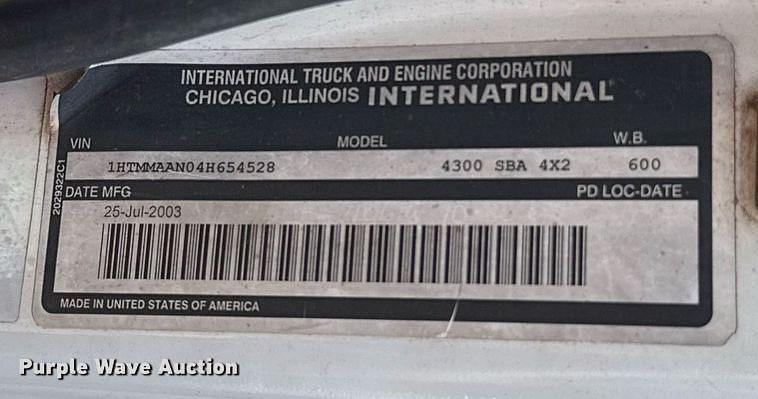 INTERNATIONAL TRUCK AND ENGINE CORPORATION
CHICAGO, ILLINOIS INTERNATIONAL
VIN MODEL W.B.
1HTMMAAN04H654528 4300 SBA 4X2 600
2029322C1
DATE MFG PD LOC-DATE
25-Jul-2003
MADE IN UNITED STATES OF AMERICA
Purple Wave Auction